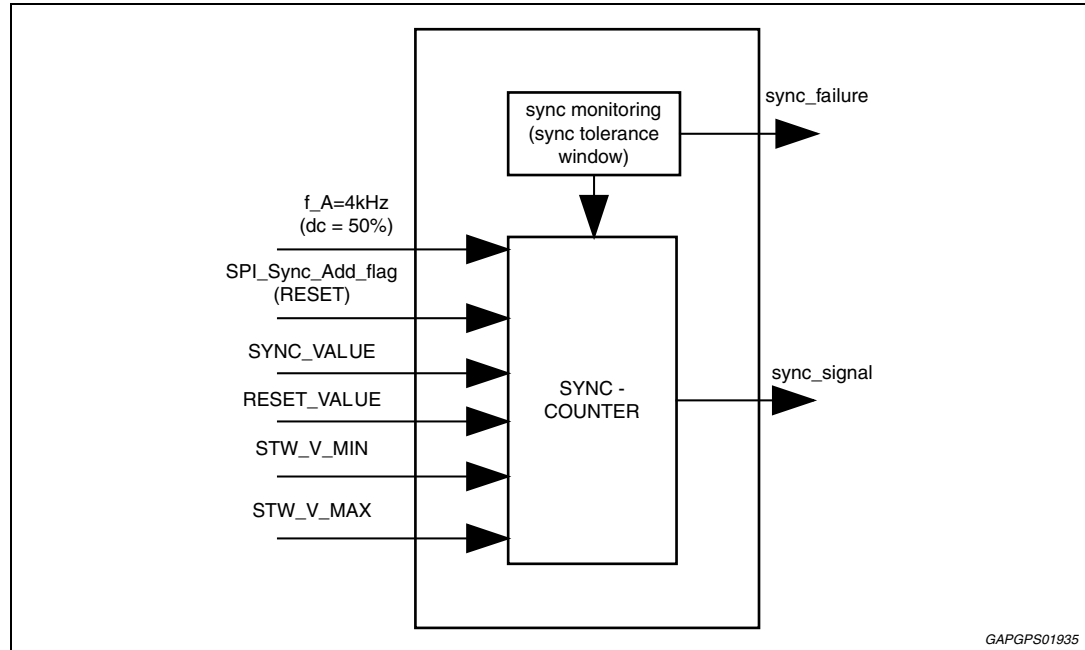 sync_failure
sync monitoring
(sync tolerance
window)
f_A=4kHz
(dc = 50%)
SPI_Sync_Add_flag
(RESET)
SYNC_VALUE
RESET_VALUE
STW_V_MIN
STW_V_MAX
SYNC -
COUNTER
sync_signal
GAPGPS01935